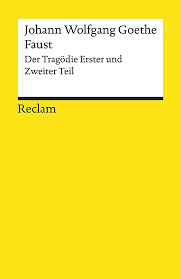 Johann Wolfgang Goethe
Faust
Der Tragödie Erster und
Zweiter Teil
Reclam